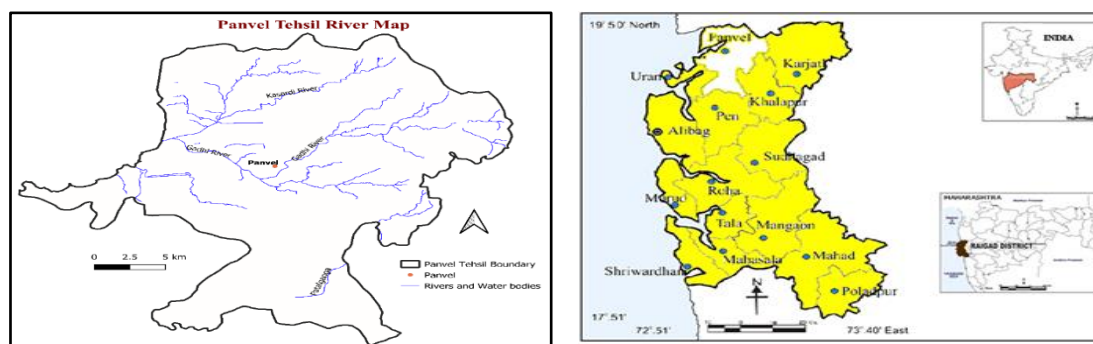 Panvel Tehsil River Map
Kasardi River
Gadhi River
Gadhi River
Panvel
0 2.5 5 km
Panvel Tehsil Boundary
Panvel
Rivers and Water bodies
19° 50' North
Panvel
Uran
Karjat
Khalapur
Pen
Alibag
Sudhagad
Roha
Murud
Tala
Mangaon
Mahasala
Mahad
Shriwardhan
Poladpur
N
17°.51'
72°.51'
73°.40' East
INDIA
MAHARASHTRA
RAIGAD DISTRICT